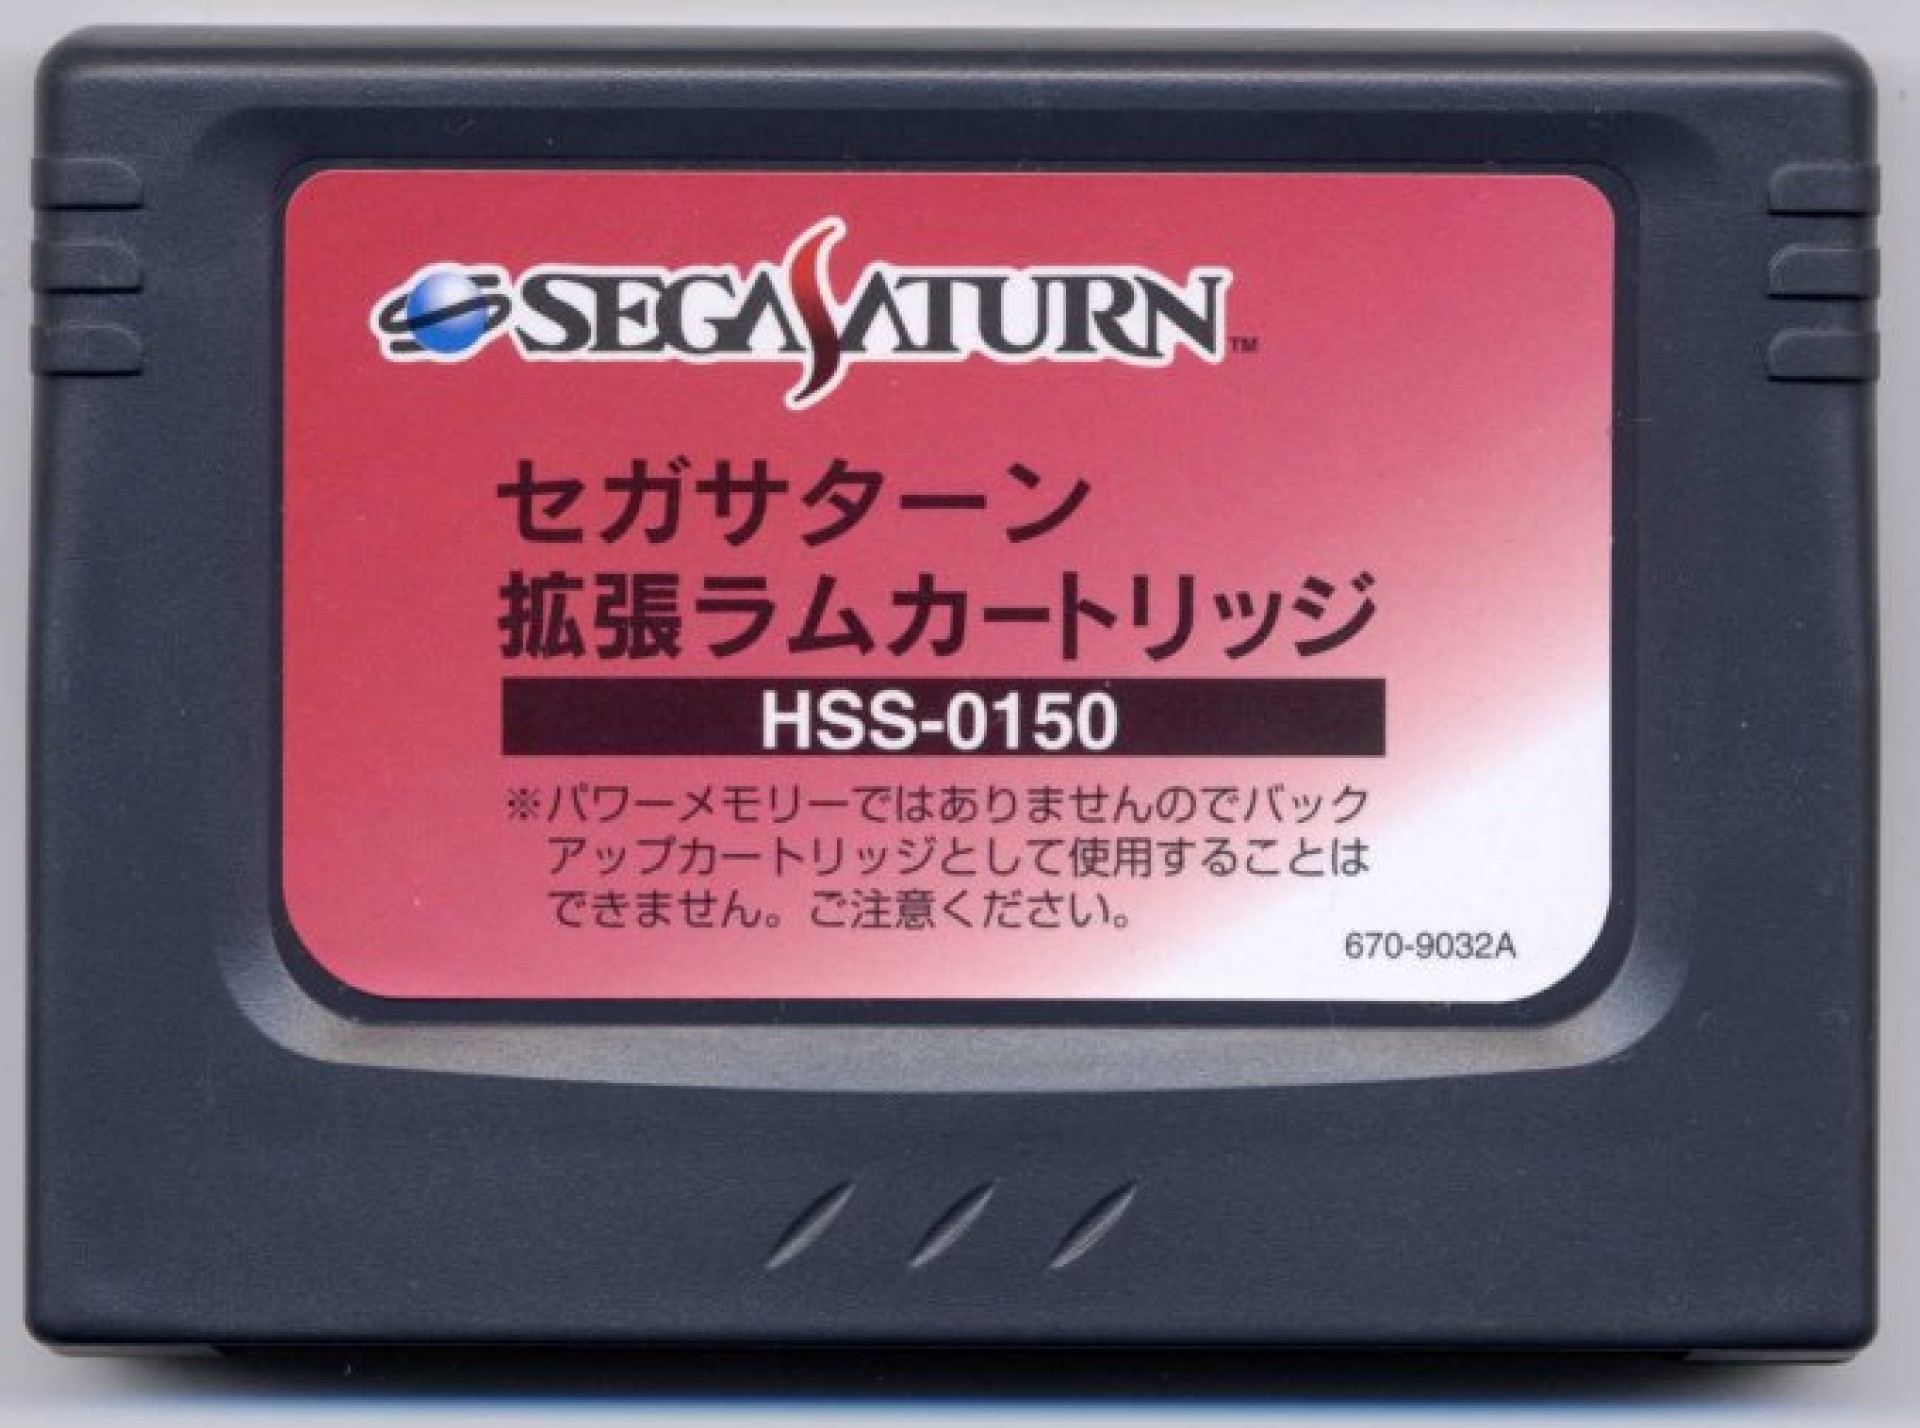 SEGA SATURN™
セガサターン
拡張ラムカートリッジ
HSS-0150
※パワーメモリーではありませんのでバック
アップカートリッジとして使用することは
できません。ご注意ください。
670-9032A